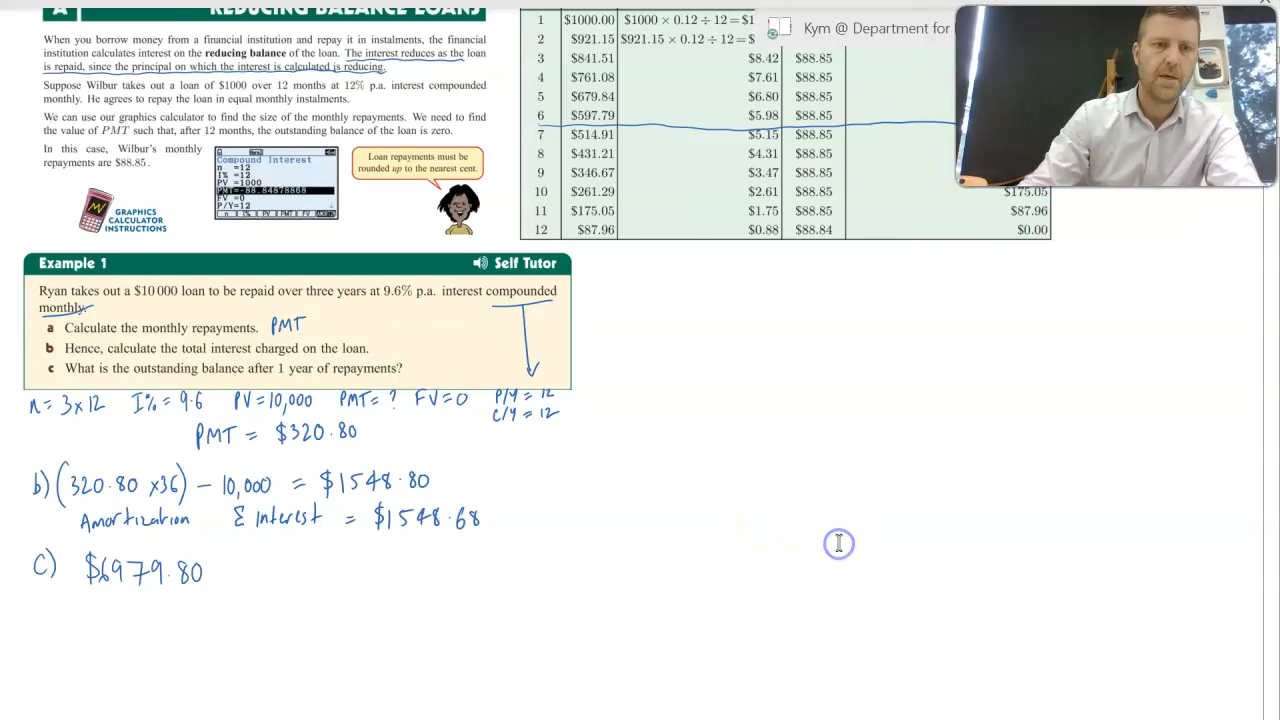 A REDUCING BALANCE LOANS
When you borrow money from a financial institution and repay it in instalments, the financial
institution calculates interest on the reducing balance of the loan. The interest reduces as the loan
is repaid, since the principal on which the interest is calculated is reducing.
Suppose Wilbur takes out a loan of $1000 over 12 months at 12% p.a. interest compounded
monthly. He agrees to repay the loan in equal monthly instalments.
We can use our graphics calculator to find the size of the monthly repayments. We need to find
the value of PMT such that, after 12 months, the outstanding balance of the loan is zero.
In this case, Wilbur's monthly
repayments are $88.85.
GRAPHICS
CALCULATOR
INSTRUCTIONS
Compound Interest
n =12
I% =12
PV =1000
PMT=-88.84878868
FV =0
P/Y=12
n I% PV PMT FV
Loan repayments must be
rounded up to the nearest cent.
1 $1000.00 $1000 × 0.12 ÷ 12 = $1
2 $921.15 $921.15 × 0.12 ÷ 12 = $
3 $841.51 $8.42 $88.85
4 $761.08 $7.61 $88.85
5 $679.84 $6.80 $88.85
6 $597.79 $5.98 $88.85
7 $514.91 $5.15 $88.85
8 $431.21 $4.31 $88.85
9 $346.67 $3.47 $88.85
10 $261.29 $2.61 $88.85 $175.05
11 $175.05 $1.75 $88.85 $87.96
12 $87.96 $0.88 $88.84 $0.00
Kym @ Department for
Example 1 Self Tutor
Ryan takes out a $10 000 loan to be repaid over three years at 9.6% p.a. interest compounded
monthly.
a Calculate the monthly repayments. PMT
b Hence, calculate the total interest charged on the loan.
c What is the outstanding balance after 1 year of repayments?
n = 3×12 I% = 9.6 PV = 10,000 PMT = ? FV = 0 P/Y = 12
C/Y = 12
PMT = $320.80
b) (320.80 ×36) − 10,000 = $1548.80
Amortization Σ Interest = $1548.68
C) $6979.80